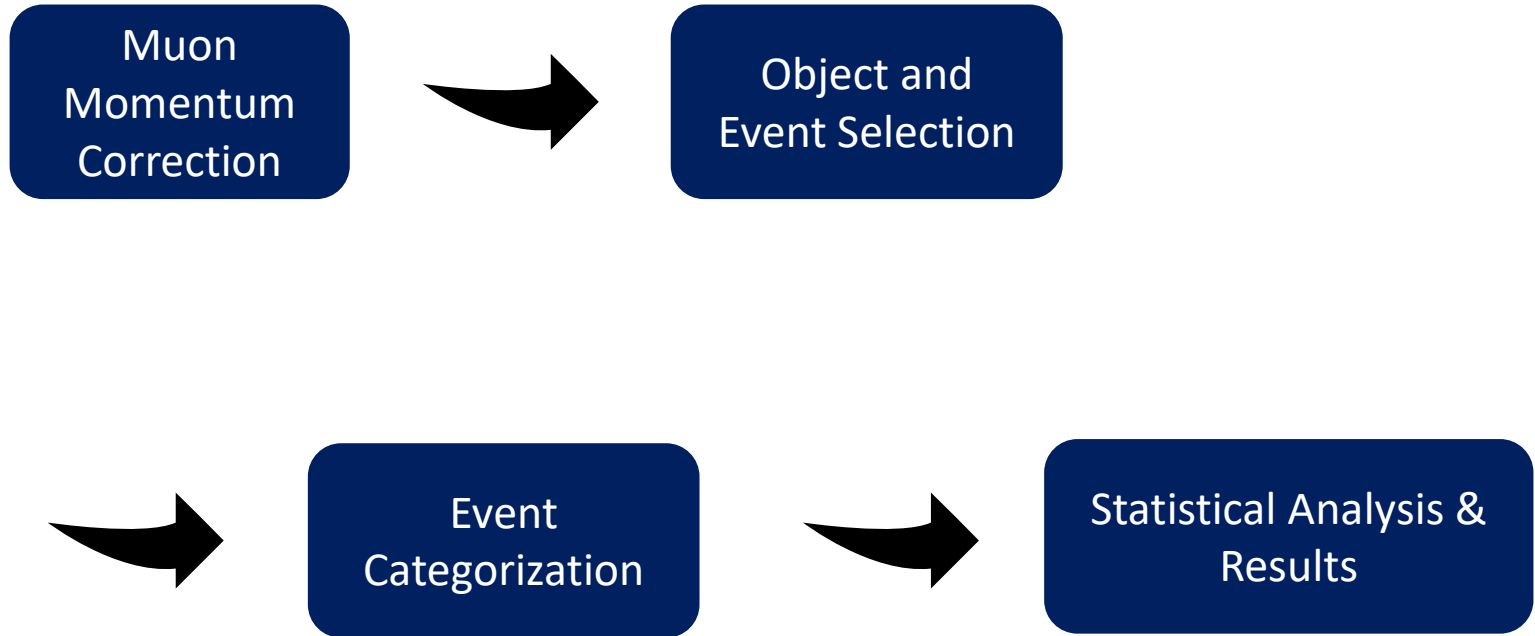 Muon
Momentum
Correction
Object and
Event Selection
Event
Categorization
Statistical Analysis &
Results